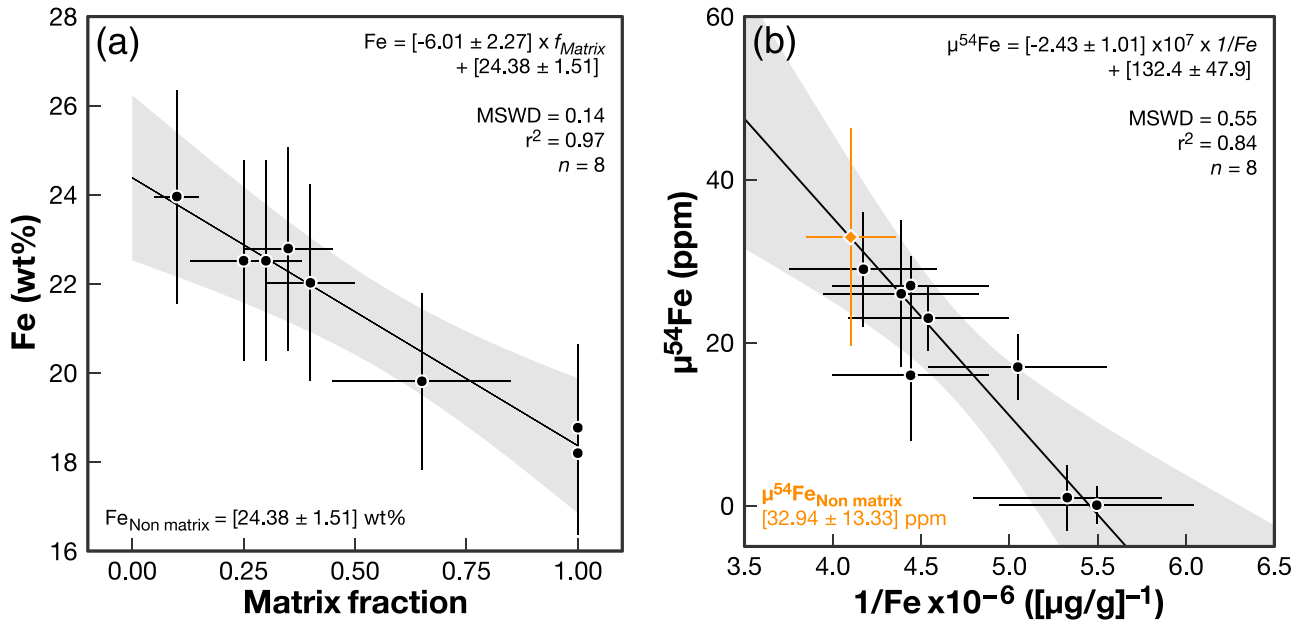 (a)
Fe = [-6.01 ± 2.27] x f_Matrix
+ [24.38 ± 1.51]
MSWD = 0.14
r² = 0.97
n = 8
Fe (wt%)
26
24
22
20
18
16
Fe_Non matrix = [24.38 ± 1.51] wt%
0.00 0.25 0.50 0.75 1.00
Matrix fraction
(b)
µ⁵⁴Fe = [-2.43 ± 1.01] x10⁷ x 1/Fe
+ [132.4 ± 47.9]
MSWD = 0.55
r² = 0.84
n = 8
µ⁵⁴Fe (ppm)
60
40
20
0
µ⁵⁴Fe_Non matrix
[32.94 ± 13.33] ppm
3.5 4.0 4.5 5.0 5.5 6.0 6.5
1/Fe x10⁻⁶ ([µg/g]⁻¹)